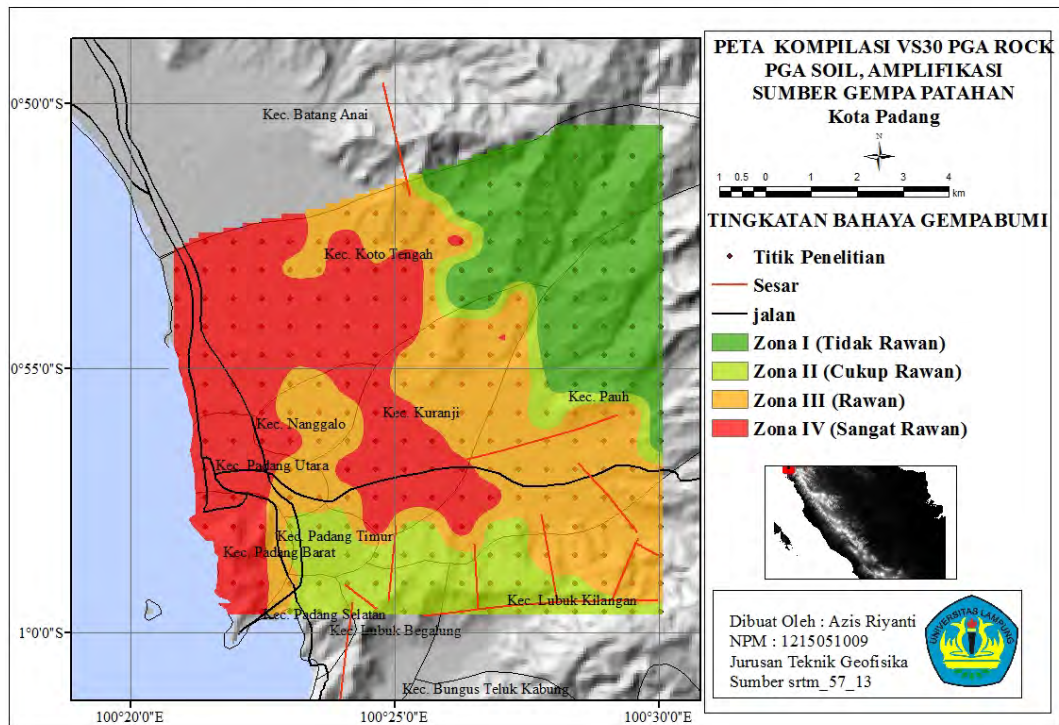 PETA KOMPILASI VS30 PGA ROCK
PGA SOIL, AMPLIFIKASI
SUMBER GEMPA PATAHAN
Kota Padang
N
1 0.5 0 1 2 3 4
km
TINGKATAN BAHAYA GEMPABUMI
Titik Penelitian
Sesar
jalan
Zona I (Tidak Rawan)
Zona II (Cukup Rawan)
Zona III (Rawan)
Zona IV (Sangat Rawan)
Dibuat Oleh : Azis Riyanti
NPM : 1215051009
Jurusan Teknik Geofisika
Sumber srtm_57_13
UNIVERSITAS LAMPUNG
0°50'0"S
0°55'0"S
1°0'0"S
100°20'0"E
100°25'0"E
100°30'0"E
Kec. Batang Anai
Kec. Koto Tengah
Kec. Pauh
Kec. Kuranji
Kec. Nanggalo
Kec. Padang Utara
Kec. Padang Timur
Kec. Padang Barat
Kec. Lubuk Kilangan
Kec. Padang Selatan
Kec. Lubuk Begalung
Kec. Bungus Teluk Kabung